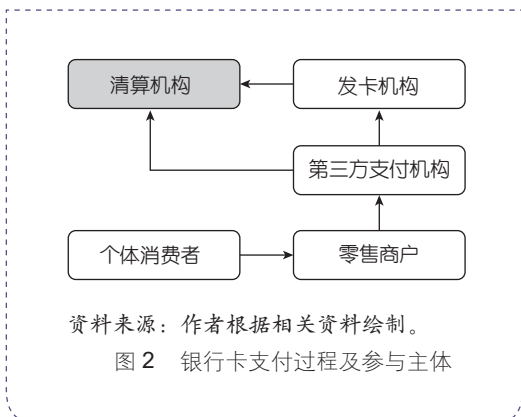 清算机构
发卡机构
第三方支付机构
个体消费者
零售商户
资料来源：作者根据相关资料绘制。
图 2 银行卡支付过程及参与主体